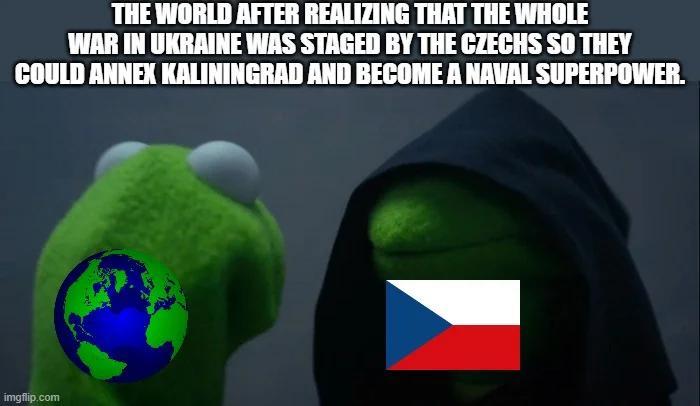 THE WORLD AFTER REALIZING THAT THE WHOLE
WAR IN UKRAINE WAS STAGED BY THE CZECHS SO THEY
COULD ANNEX KALININGRAD AND BECOME A NAVAL SUPERPOWER.
imgflip.com